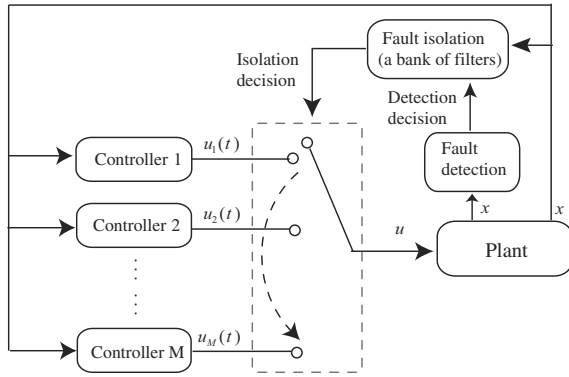 Fault isolation
(a bank of filters)
Isolation
decision
Detection
decision
Fault
detection
Controller 1
u₁(t)
x
x
Controller 2
u₂(t)
u
Plant
Controller M
u_M(t)